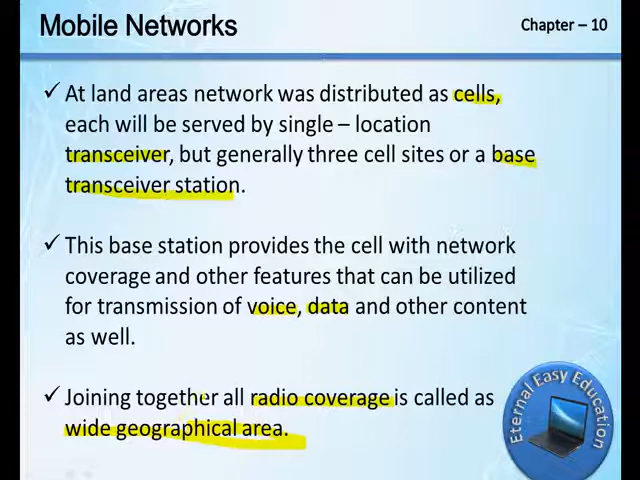 Mobile Networks
Chapter – 10
✓ At land areas network was distributed as cells,
each will be served by single – location
transceiver, but generally three cell sites or a base
transceiver station.
✓ This base station provides the cell with network
coverage and other features that can be utilized
for transmission of voice, data and other content
as well.
✓ Joining together all radio coverage is called as
wide geographical area.
Eternal Easy Education